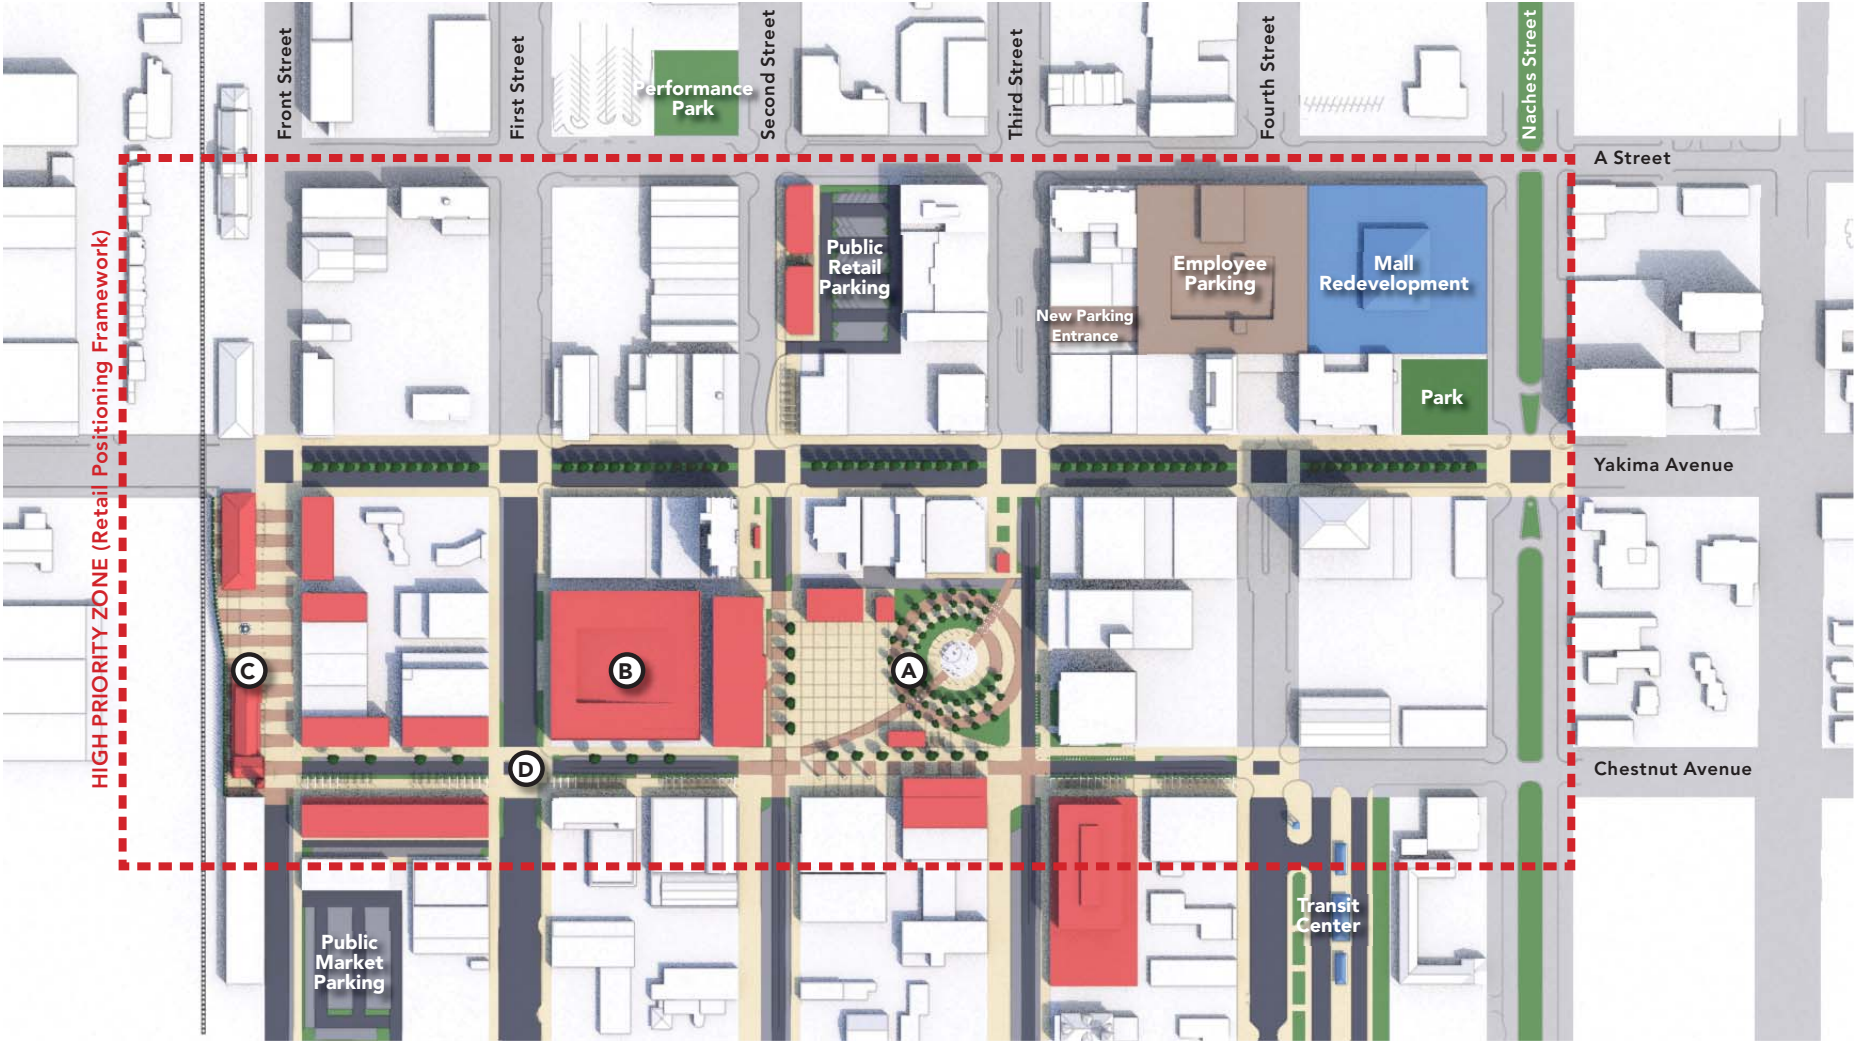 Front Street
First Street
Second Street
Third Street
Fourth Street
Naches Street
Performance
Park
A Street
HIGH PRIORITY ZONE (Retail Positioning Framework)
Public
Retail
Parking
Employee
Parking
Mall
Redevelopment
New Parking
Entrance
Park
Yakima Avenue
C
B
A
D
Chestnut Avenue
Transit
Center
Public
Market
Parking